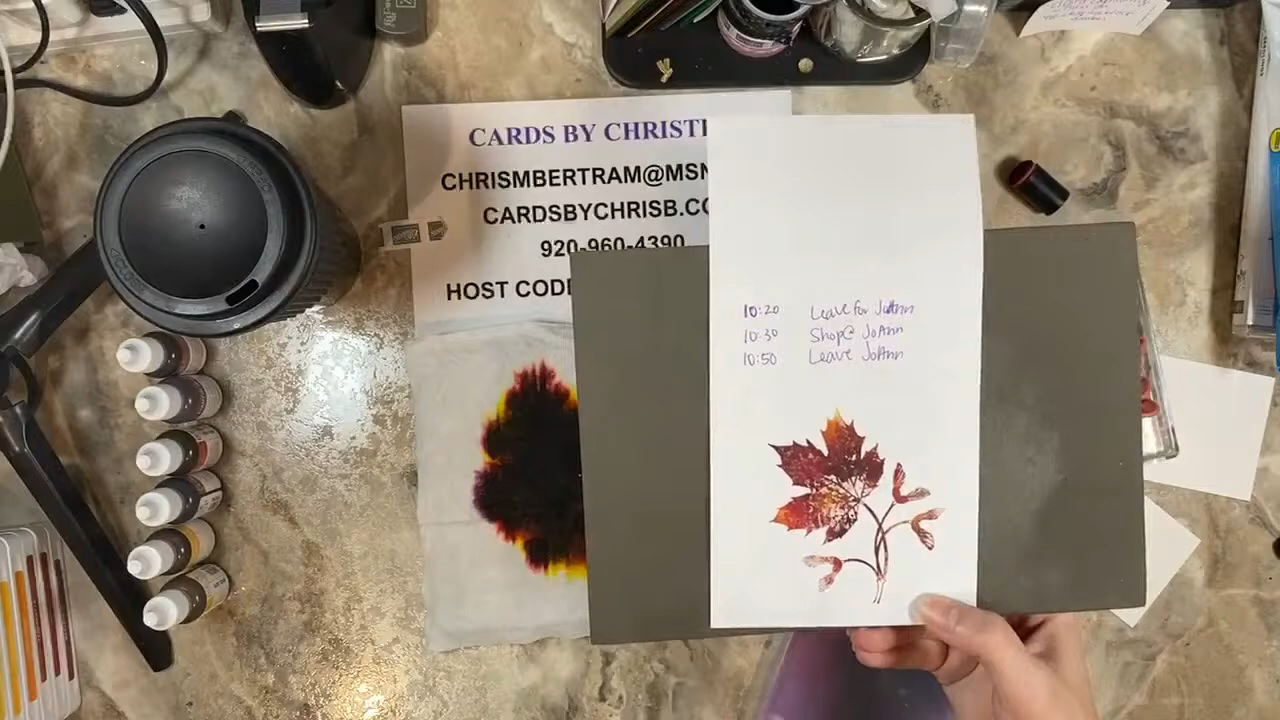 CARDS BY CHRISTI
CHRISMBERTRAM@MSN
CARDSBYCHRISB.CO
920-960-4390
HOST CODE
10:20 Leave for JoAnn
10:30 Shop@ JoAnn
10:50 Leave JoAnn